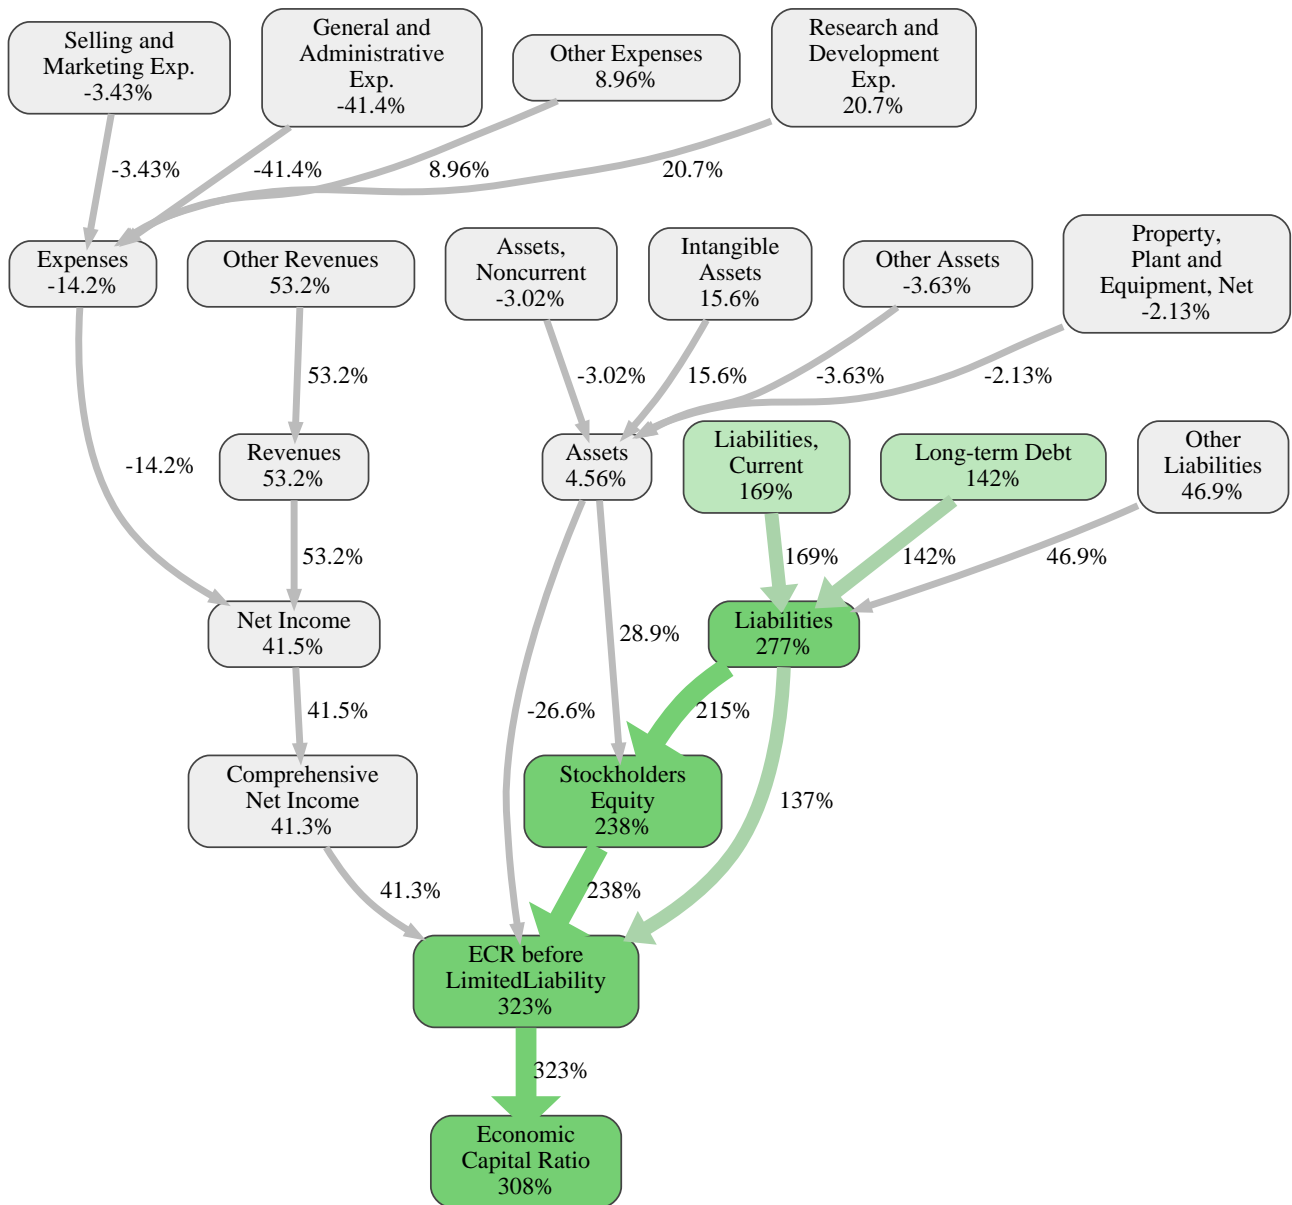 Selling and
Marketing Exp.
-3.43%
General and
Administrative
Exp.
-41.4%
Other Expenses
8.96%
Research and
Development
Exp.
20.7%
-3.43%
-41.4%
8.96%
20.7%
Expenses
-14.2%
Other Revenues
53.2%
Assets,
Noncurrent
-3.02%
Intangible
Assets
15.6%
Other Assets
-3.63%
Property,
Plant and
Equipment, Net
-2.13%
53.2%
-3.02%
15.6%
-3.63%
-2.13%
-14.2%
Revenues
53.2%
Assets
4.56%
Liabilities,
Current
169%
Long-term Debt
142%
Other
Liabilities
46.9%
53.2%
169%
142%
46.9%
Net Income
41.5%
28.9%
Liabilities
277%
41.5%
-26.6%
215%
Comprehensive
Net Income
41.3%
Stockholders
Equity
238%
137%
41.3%
238%
ECR before
LimitedLiability
323%
323%
Economic
Capital Ratio
308%